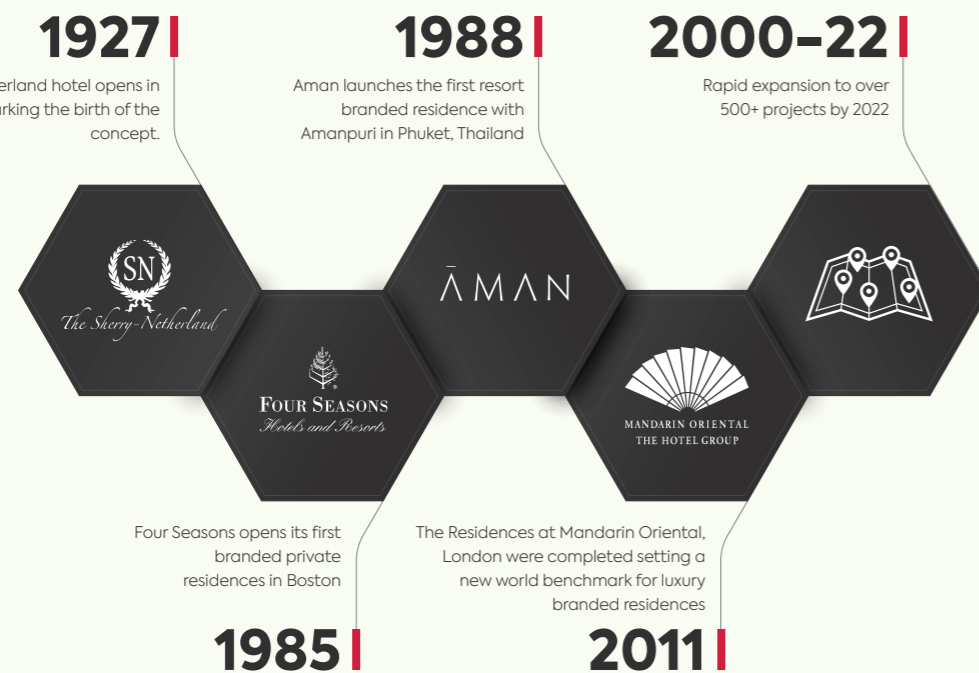 1927
hotel opens in
the birth of the
concept.
1988
Aman launches the first resort
branded residence with
Amanpuri in Phuket, Thailand
2000-22
Rapid expansion to over
500+ projects by 2022
SN
The Sherry-Netherland
FOUR SEASONS
Hotels and Resorts
ĀMAN
MANDARIN ORIENTAL
THE HOTEL GROUP
Four Seasons opens its first
branded private
residences in Boston
1985
The Residences at Mandarin Oriental,
London were completed setting a
new world benchmark for luxury
branded residences
2011